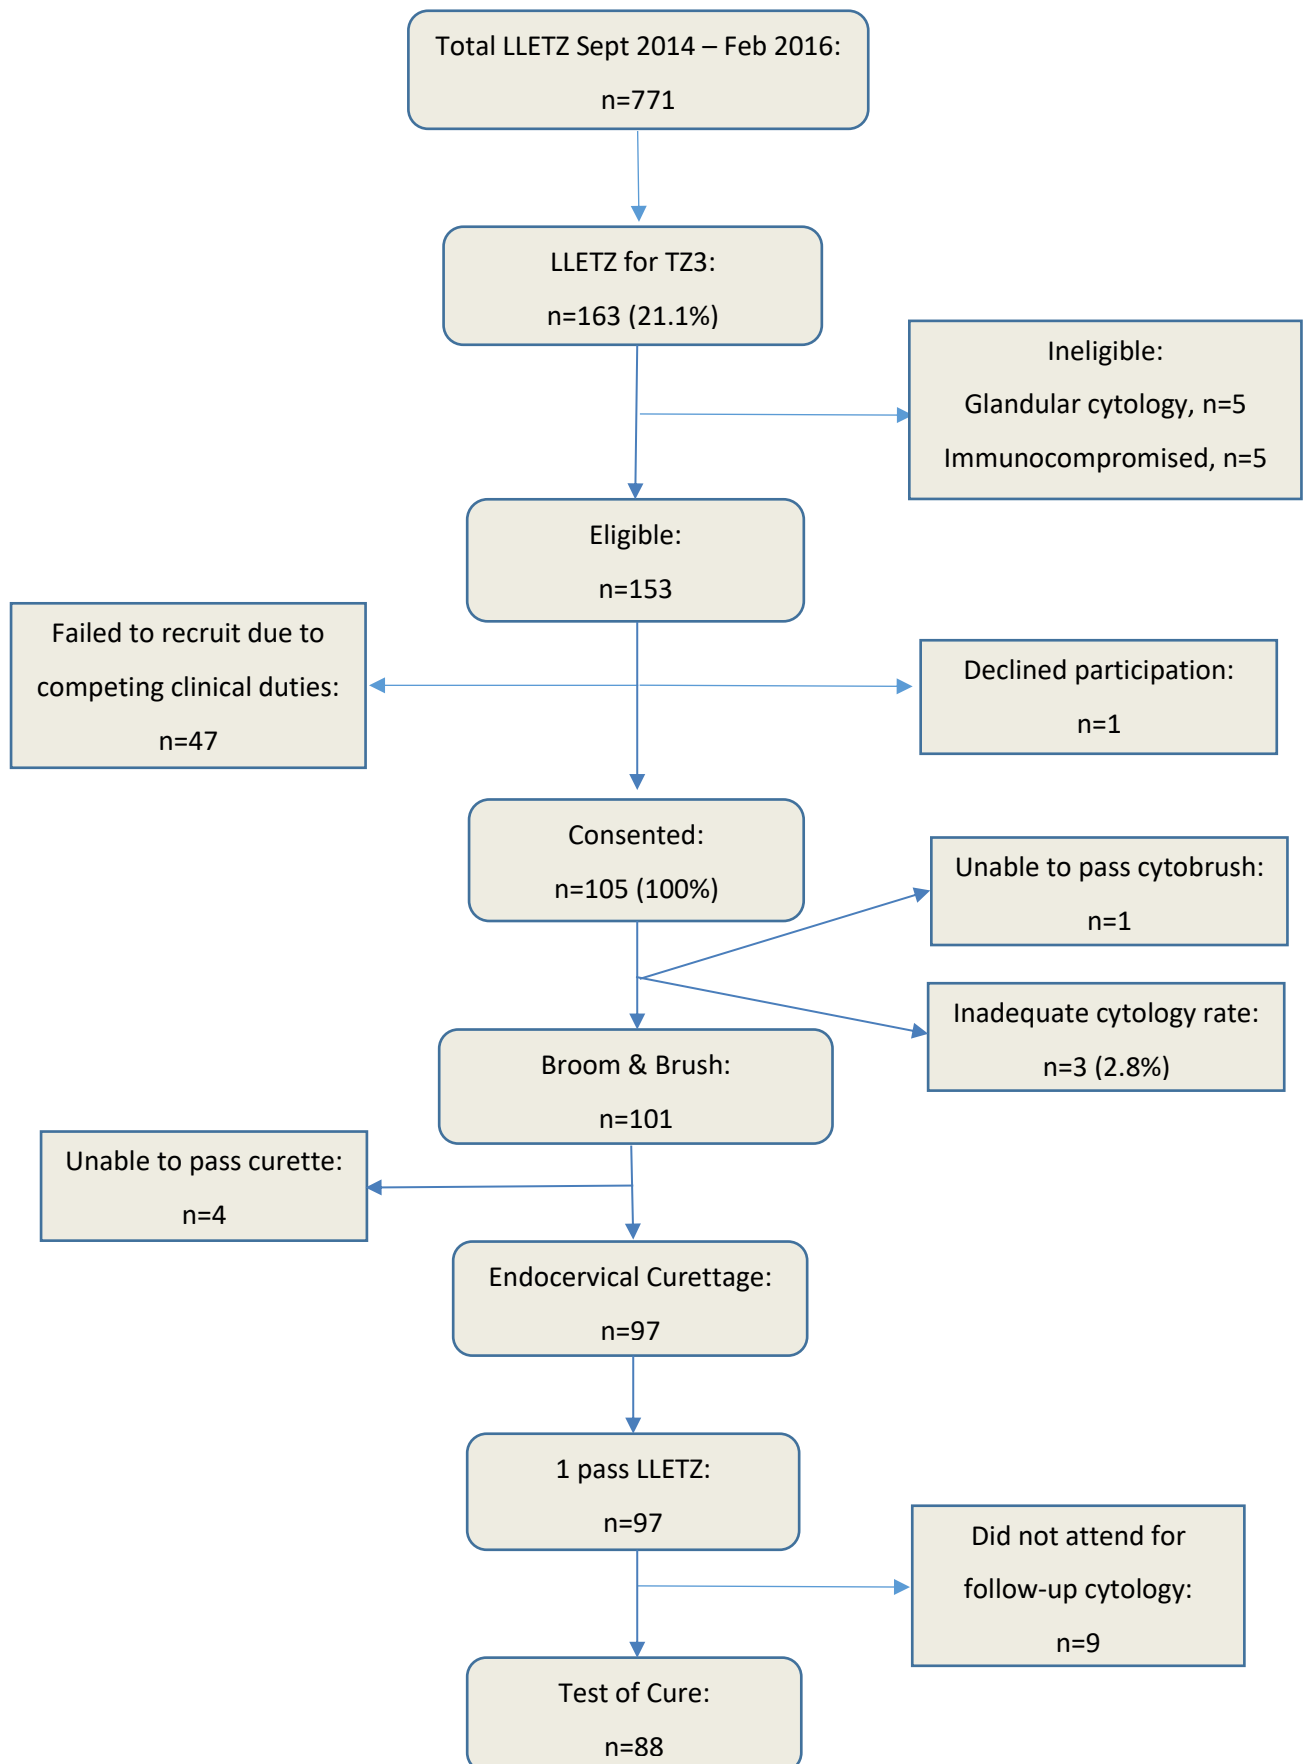 Total LLETZ Sept 2014 – Feb 2016:
n=771
LLETZ for TZ3:
n=163 (21.1%)
Ineligible:
Glandular cytology, n=5
Immunocompromised, n=5
Eligible:
n=153
Failed to recruit due to
competing clinical duties:
n=47
Declined participation:
n=1
Consented:
n=105 (100%)
Unable to pass cytobrush:
n=1
Inadequate cytology rate:
n=3 (2.8%)
Broom & Brush:
n=101
Unable to pass curette:
n=4
Endocervical Curettage:
n=97
1 pass LLETZ:
n=97
Did not attend for
follow-up cytology:
n=9
Test of Cure:
n=88